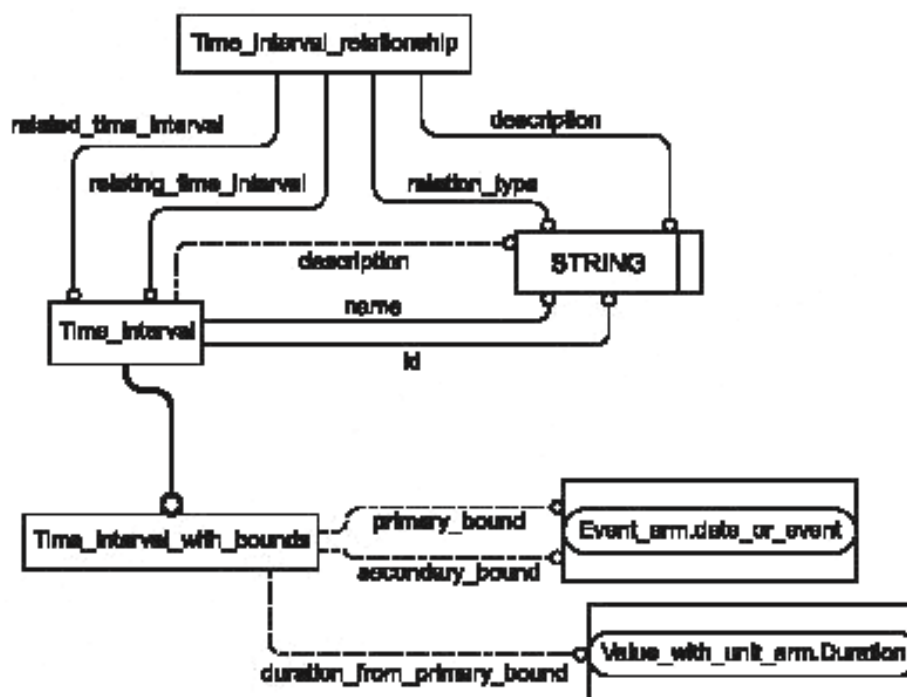 Time_interval_relationship
related_time_interval
description
relating_time_interval
relation_type
description
STRING
name
Time_interval
id
primary_bound
Event_arm.date_or_event
Time_interval_with_bounds
secondary_bound
Value_with_unit_arm.Duration
duration_from_primary_bound